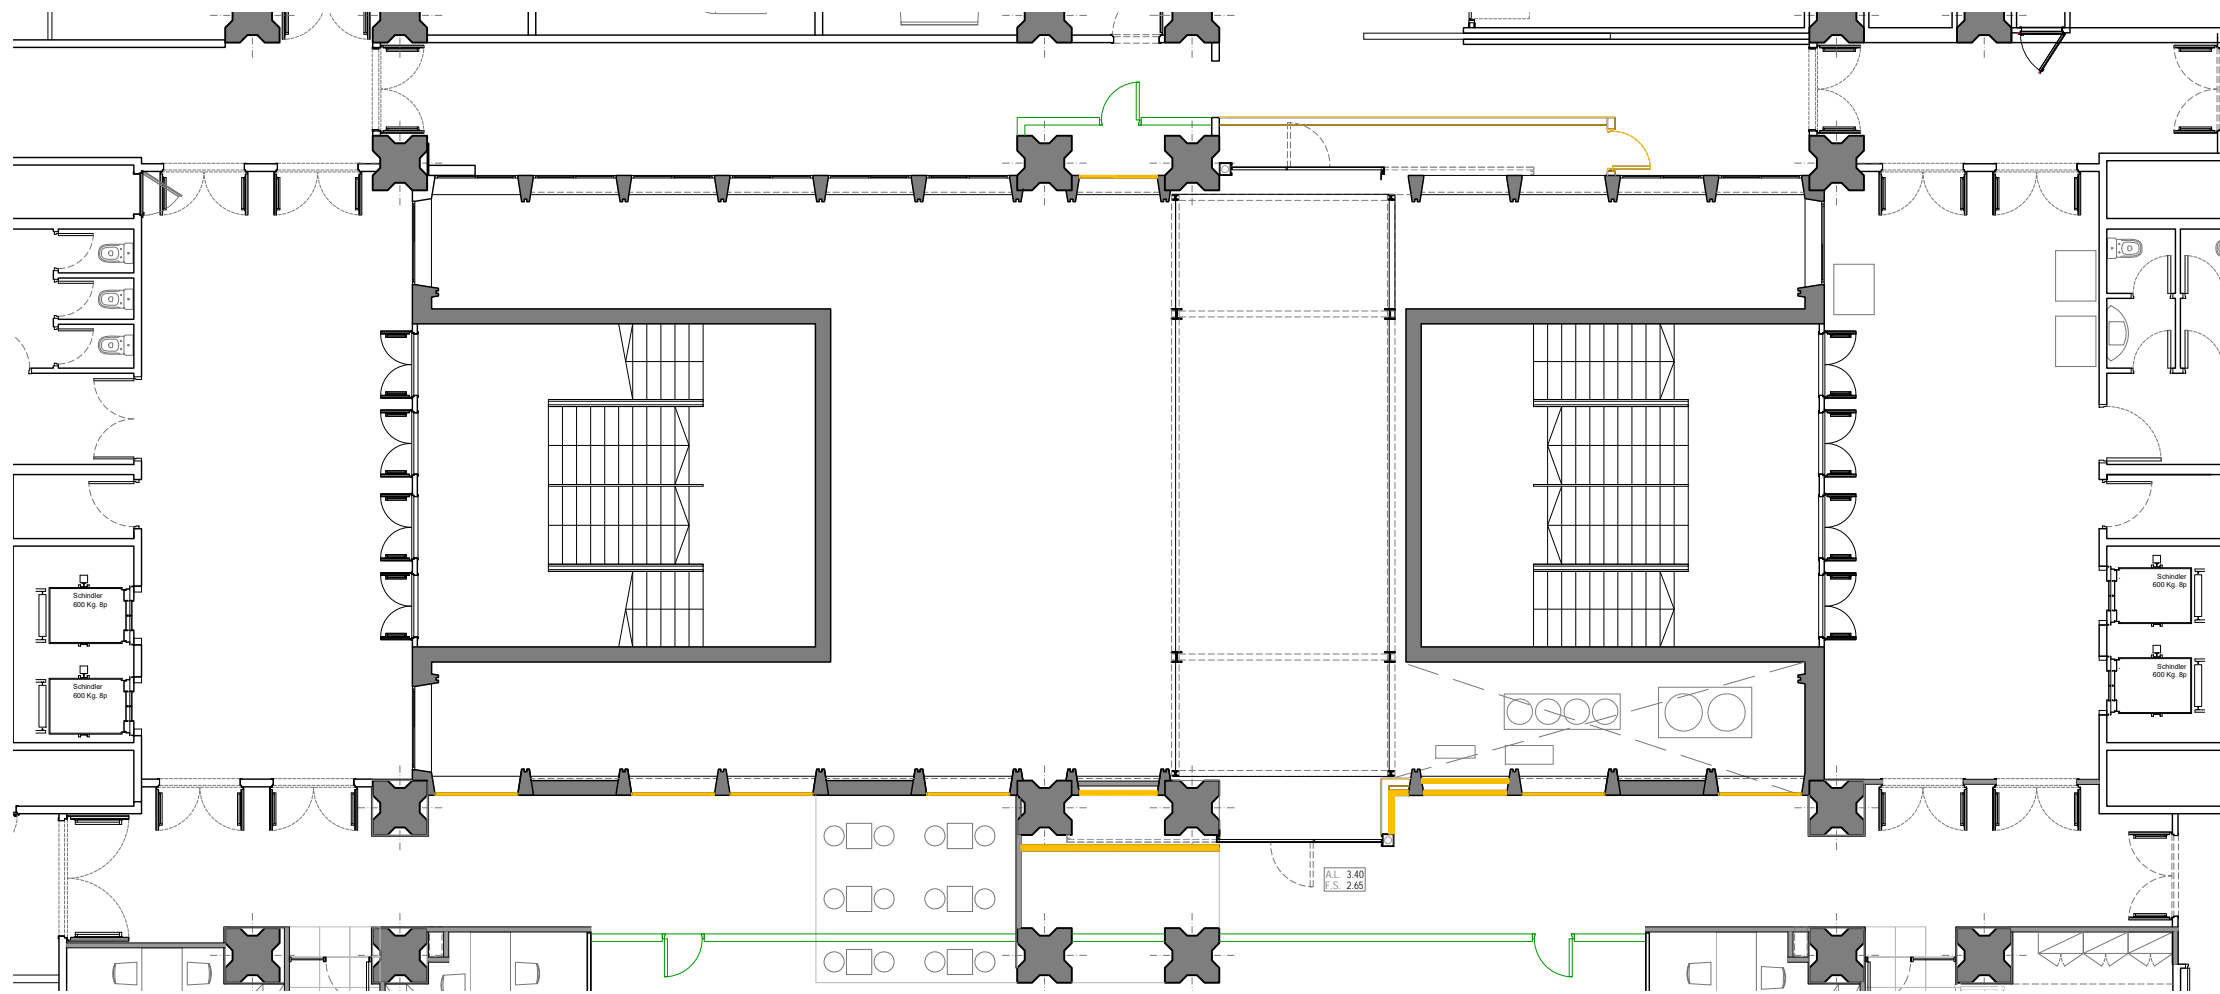 Schindler
600 Kg. 8p
Schindler
600 Kg. 8p
Schindler
600 Kg. 8p
Schindler
600 Kg. 8p
A.L. 3.40
F.S. 2.65